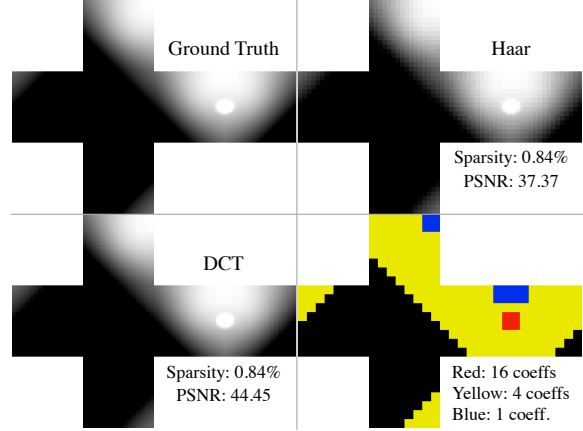 Ground Truth
Haar
Sparsity: 0.84%
PSNR: 37.37
DCT
Sparsity: 0.84%
PSNR: 44.45
Red: 16 coeffs
Yellow: 4 coeffs
Blue: 1 coeff.